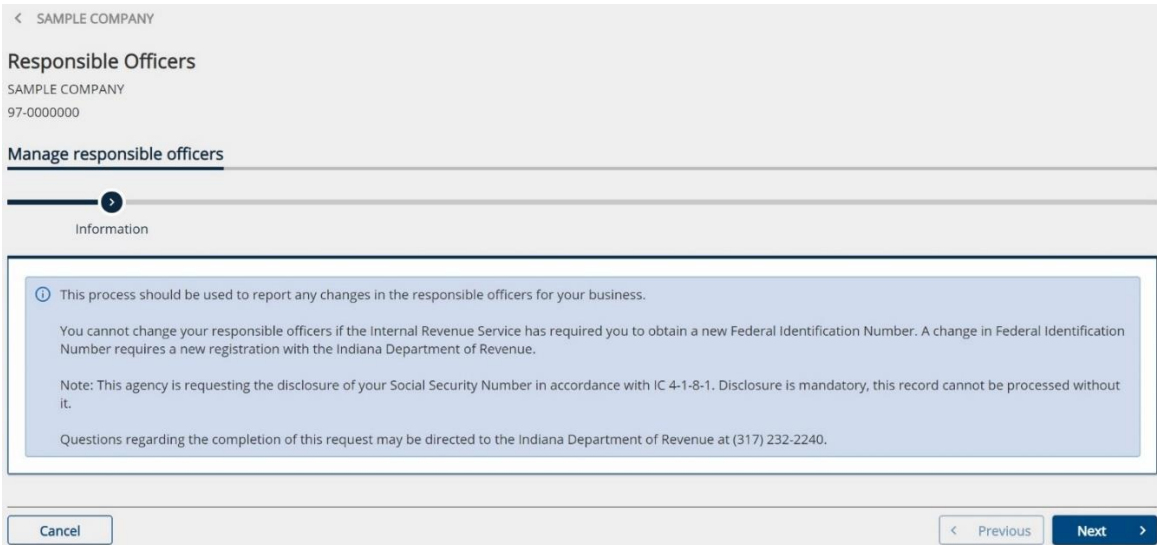 SAMPLE COMPANY
Responsible Officers
SAMPLE COMPANY
97-0000000
Manage responsible officers
Information
This process should be used to report any changes in the responsible officers for your business.
You cannot change your responsible officers if the Internal Revenue Service has required you to obtain a new Federal Identification Number. A change in Federal Identification
Number requires a new registration with the Indiana Department of Revenue.
Note: This agency is requesting the disclosure of your Social Security Number in accordance with IC 4-1-8-1. Disclosure is mandatory, this record cannot be processed without
it.
Questions regarding the completion of this request may be directed to the Indiana Department of Revenue at (317) 232-2240.
Cancel
Previous
Next